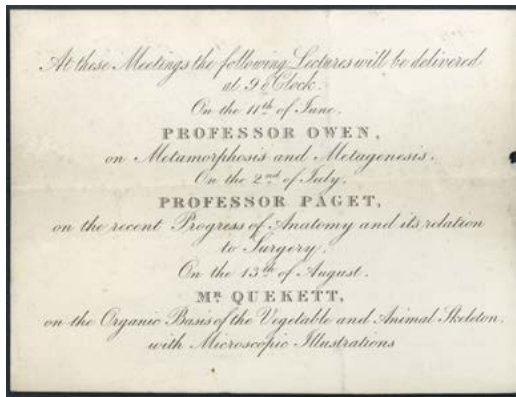 At these Meetings the following Lectures will be delivered
at 9 o'Clock.
On the 11th of June.
PROFESSOR OWEN,
on Metamorphosis and Metagenesis.
On the 2nd of July,
PROFESSOR PAGET,
on the recent Progress of Anatomy and its relation
to Surgery.
On the 13th of August.
Mr. QUEKETT,
on the Organic Basis of the Vegetable and Animal Skeleton.
with Microscopic Illustrations